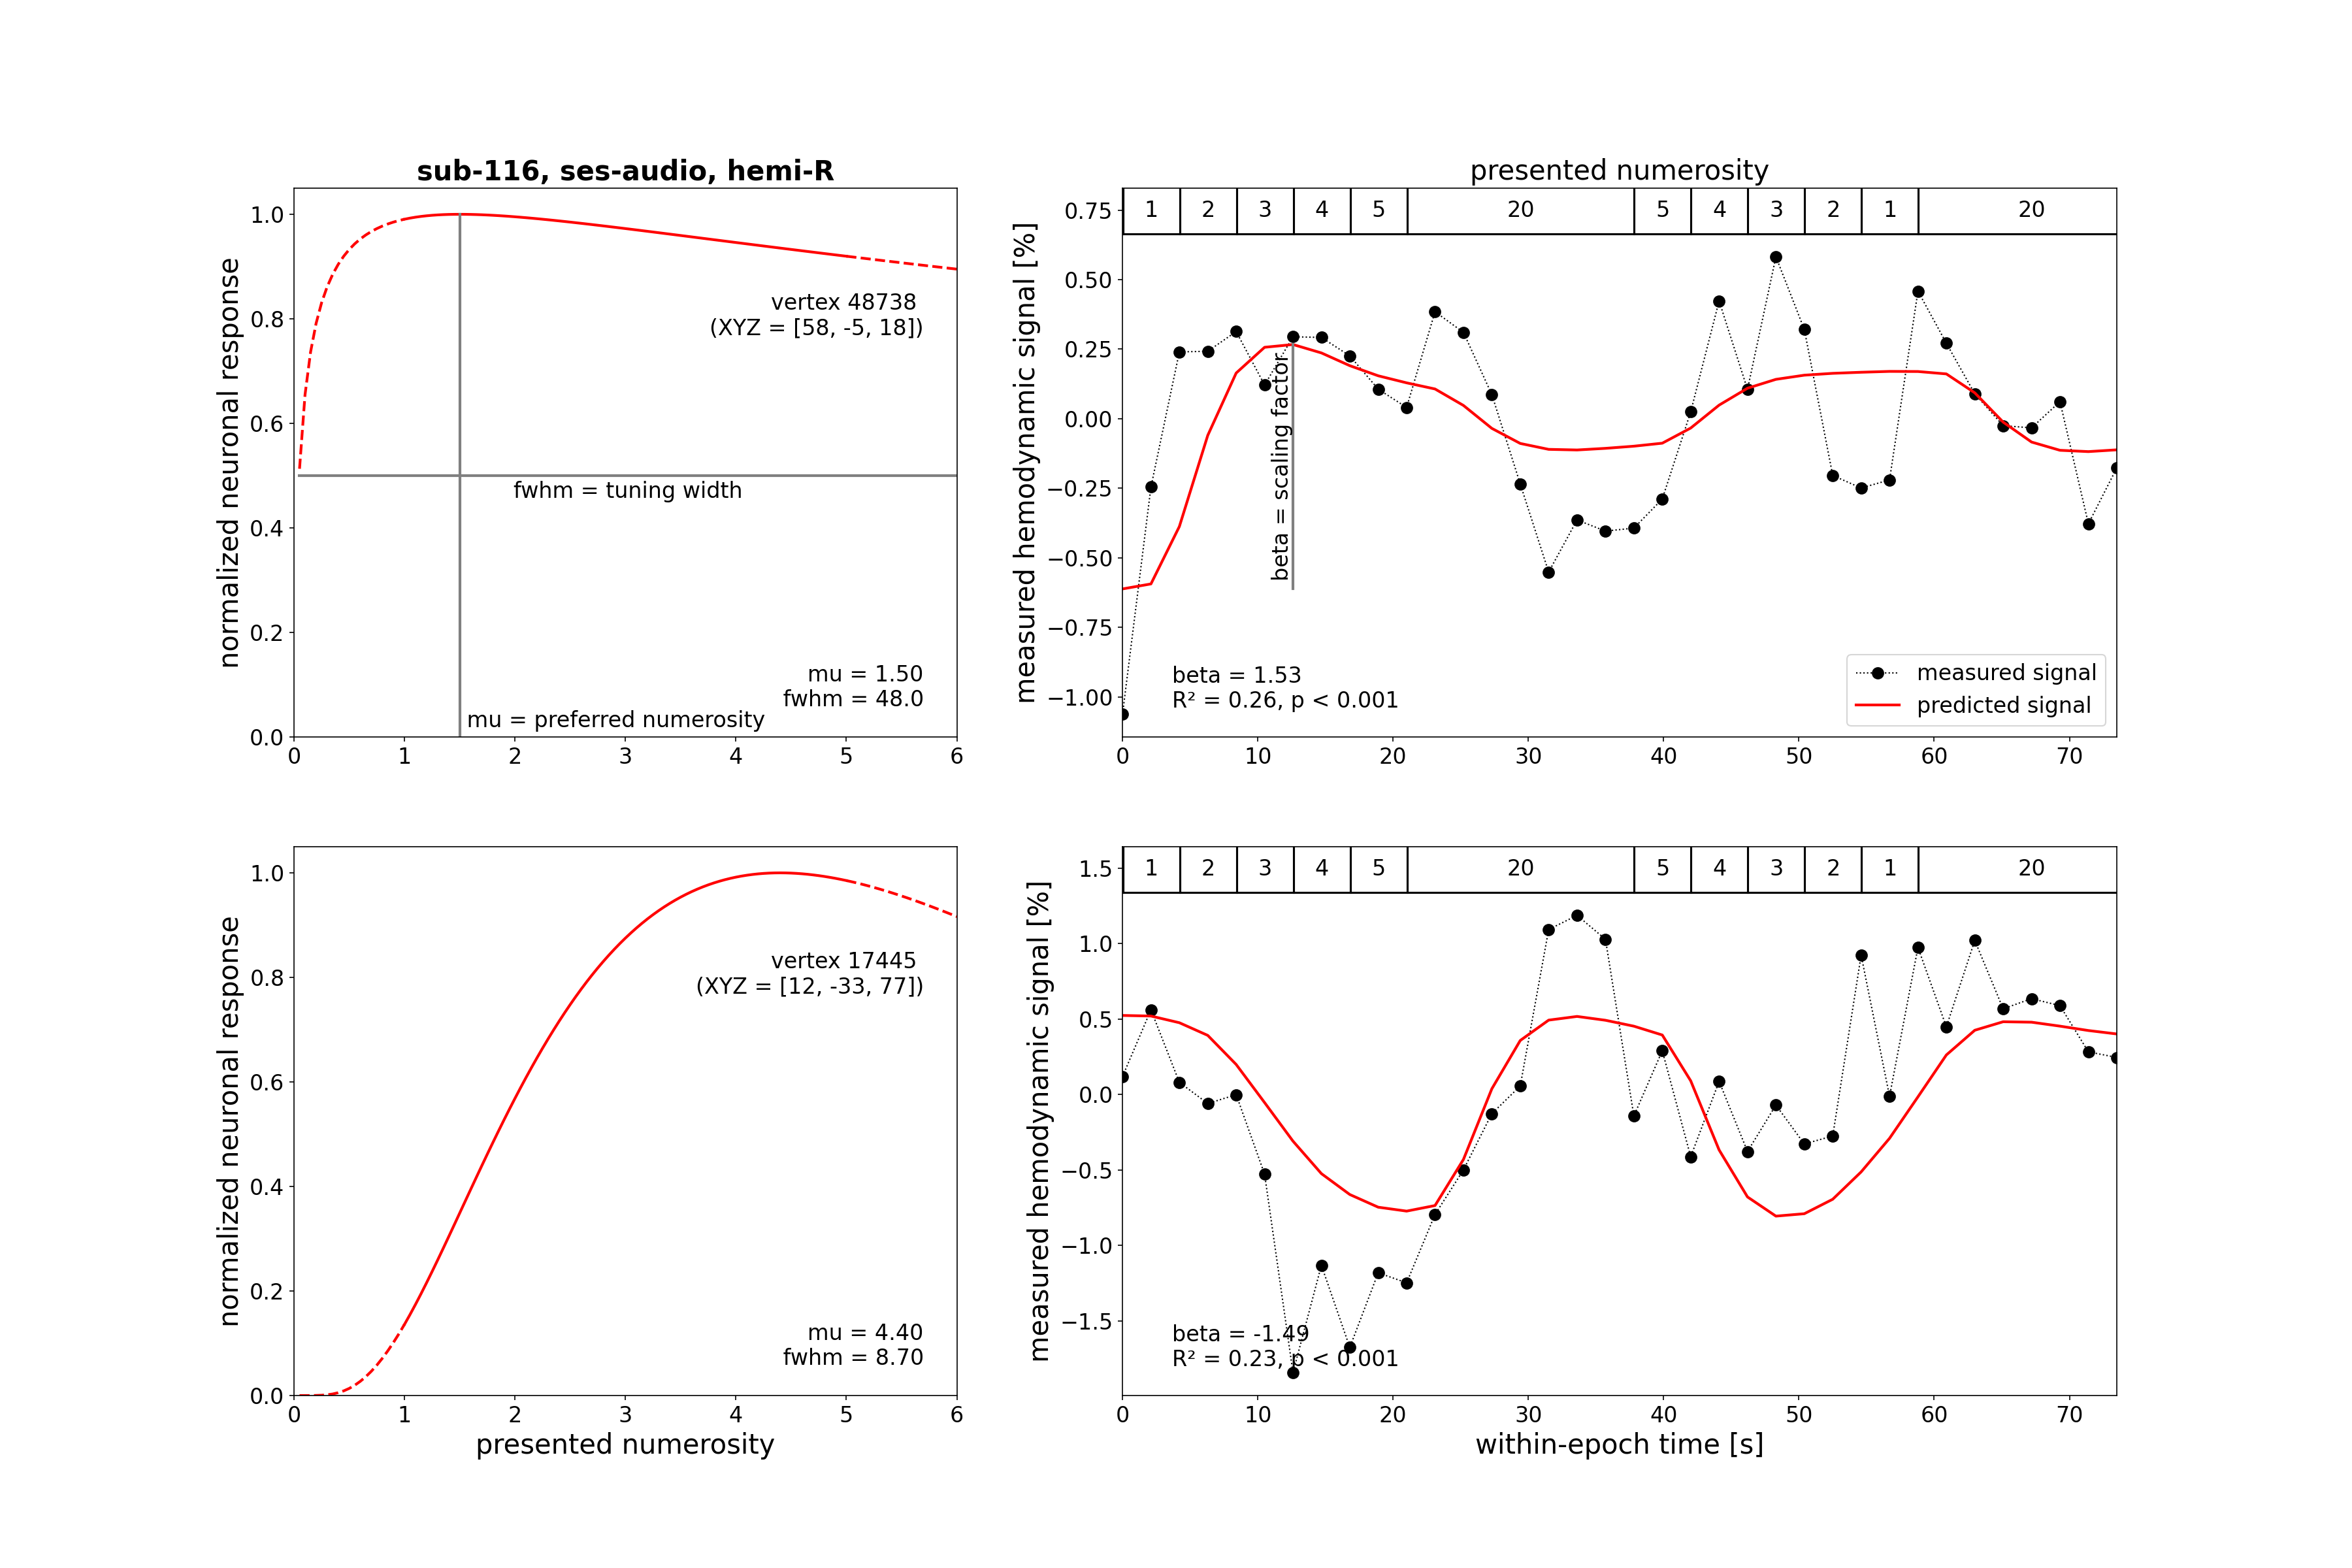 sub-116, ses-audio, hemi-R
normalized neuronal response
1.0
0.8
0.6
0.4
0.2
0.0
vertex 48738
(XYZ = [58, -5, 18])
fwhm = tuning width
mu = 1.50
fwhm = 48.0
mu = preferred numerosity
0 1 2 3 4 5 6
presented numerosity
1 2 3 4 5 20 5 4 3 2 1 20
measured hemodynamic signal [%]
0.75
0.50
0.25
0.00
−0.25
−0.50
−0.75
−1.00
beta = scaling factor
beta = 1.53
R² = 0.26, p < 0.001
measured signal
predicted signal
0 10 20 30 40 50 60 70
normalized neuronal response
1.0
0.8
0.6
0.4
0.2
0.0
vertex 17445
(XYZ = [12, -33, 77])
mu = 4.40
fwhm = 8.70
0 1 2 3 4 5 6
presented numerosity
1 2 3 4 5 20 5 4 3 2 1 20
measured hemodynamic signal [%]
1.5
1.0
0.5
0.0
−0.5
−1.0
−1.5
beta = -1.49
R² = 0.23, p < 0.001
0 10 20 30 40 50 60 70
within-epoch time [s]